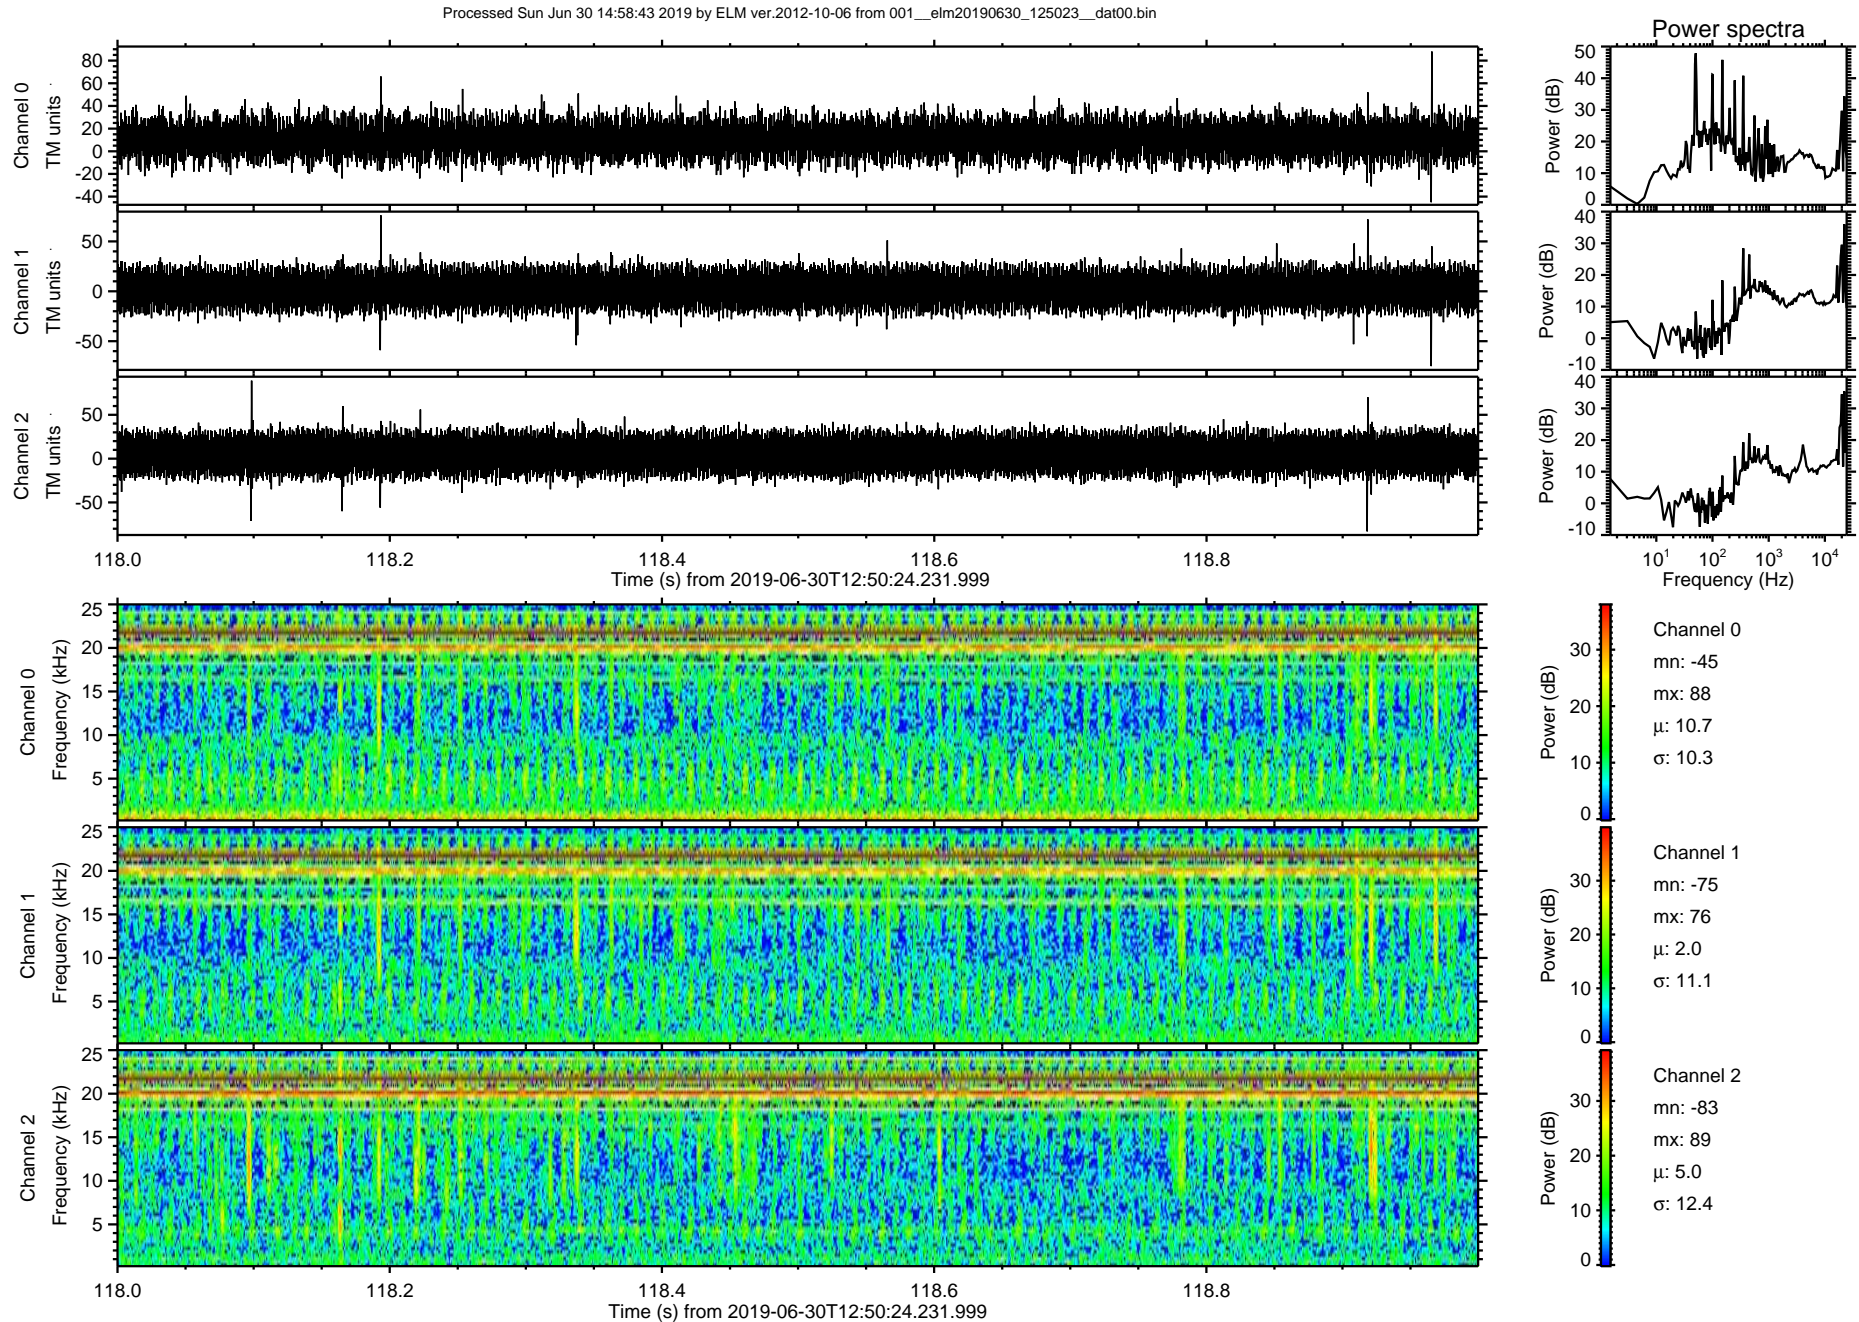 Processed Sun Jun 30 14:58:43 2019 by ELM ver.2012-10-06 from 001__elm20190630_125023__dat00.bin
Power spectra
Channel 0
TM units
80
60
40
20
0
-20
-40
Power (dB)
50
40
30
20
10
0
Channel 1
TM units
50
0
-50
Power (dB)
40
30
20
10
0
-10
Channel 2
TM units
50
0
-50
Power (dB)
40
30
20
10
0
-10
118.0 118.2 118.4 118.6 118.8
Time (s) from 2019-06-30T12:50:24.231.999
10^1 10^2 10^3 10^4
Frequency (Hz)
Channel 0
Frequency (kHz)
25
20
15
10
5
Power (dB)
30
20
10
0
Channel 0
mn: -45
mx: 88
μ: 10.7
σ: 10.3
Channel 1
Frequency (kHz)
25
20
15
10
5
Power (dB)
30
20
10
0
Channel 1
mn: -75
mx: 76
μ: 2.0
σ: 11.1
Channel 2
Frequency (kHz)
25
20
15
10
5
Power (dB)
30
20
10
0
Channel 2
mn: -83
mx: 89
μ: 5.0
σ: 12.4
118.0 118.2 118.4 118.6 118.8
Time (s) from 2019-06-30T12:50:24.231.999